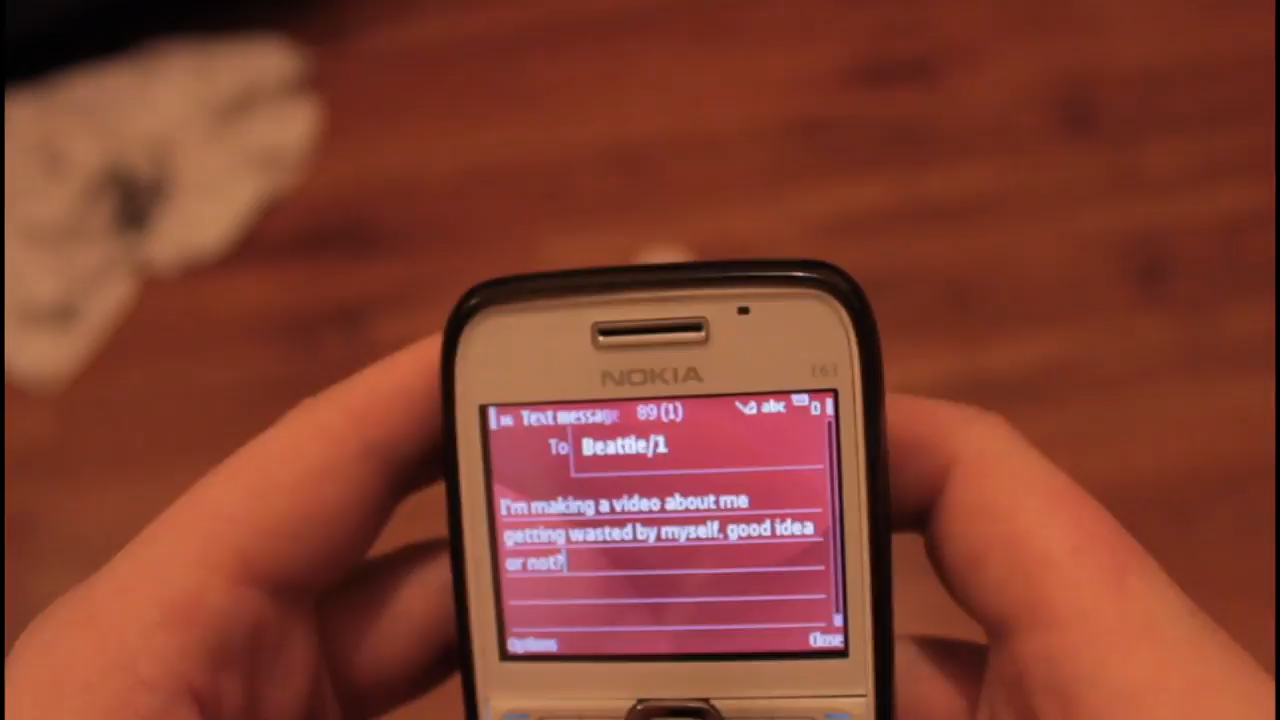 NOKIA
E63
Text message 89 (1) abc
To Beattie/1
I'm making a video about me
getting wasted by myself, good idea
or not?
Options Close